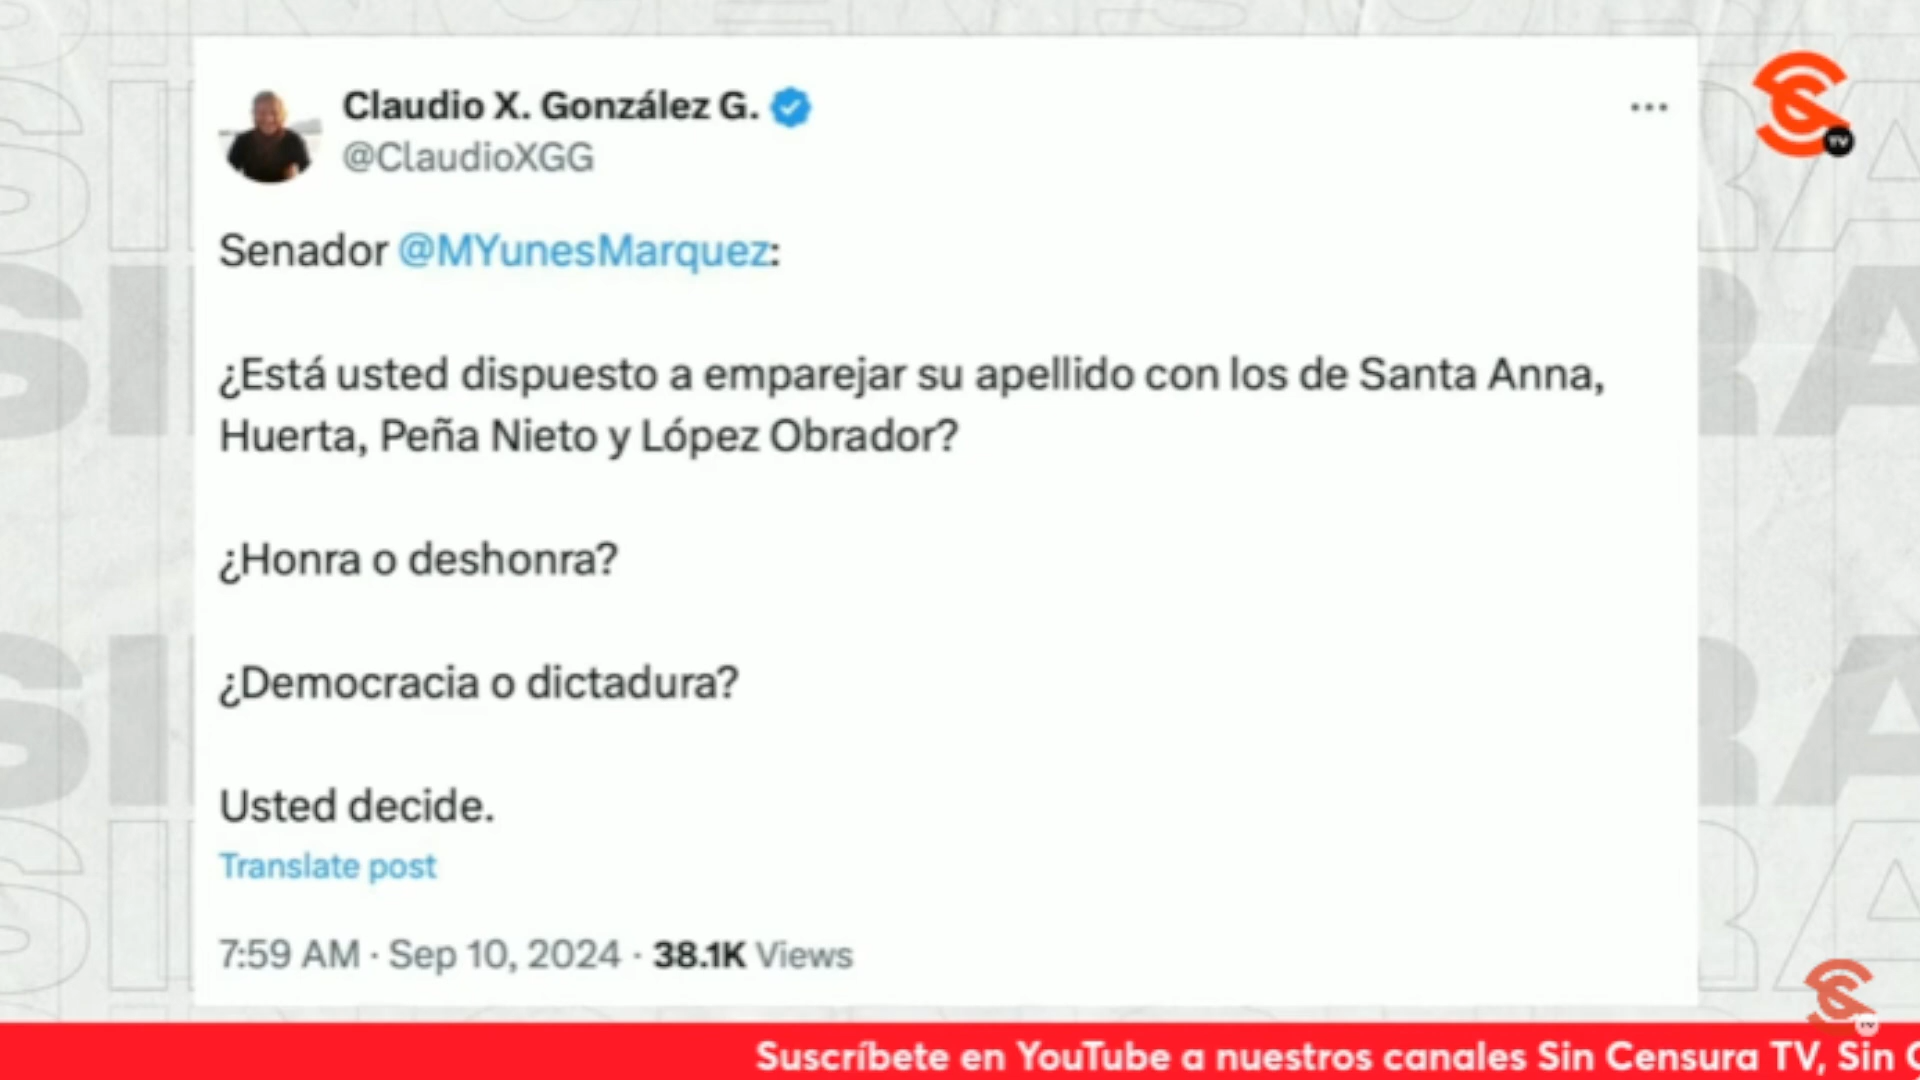 Claudio X. González G.
@ClaudioXGG
Senador @MYunesMarquez:
¿Está usted dispuesto a emparejar su apellido con los de Santa Anna,
Huerta, Peña Nieto y López Obrador?
¿Honra o deshonra?
¿Democracia o dictadura?
Usted decide.
Translate post
7:59 AM · Sep 10, 2024 · 38.1K Views
TV
TV
Suscríbete en YouTube a nuestros canales Sin Censura TV, Sin